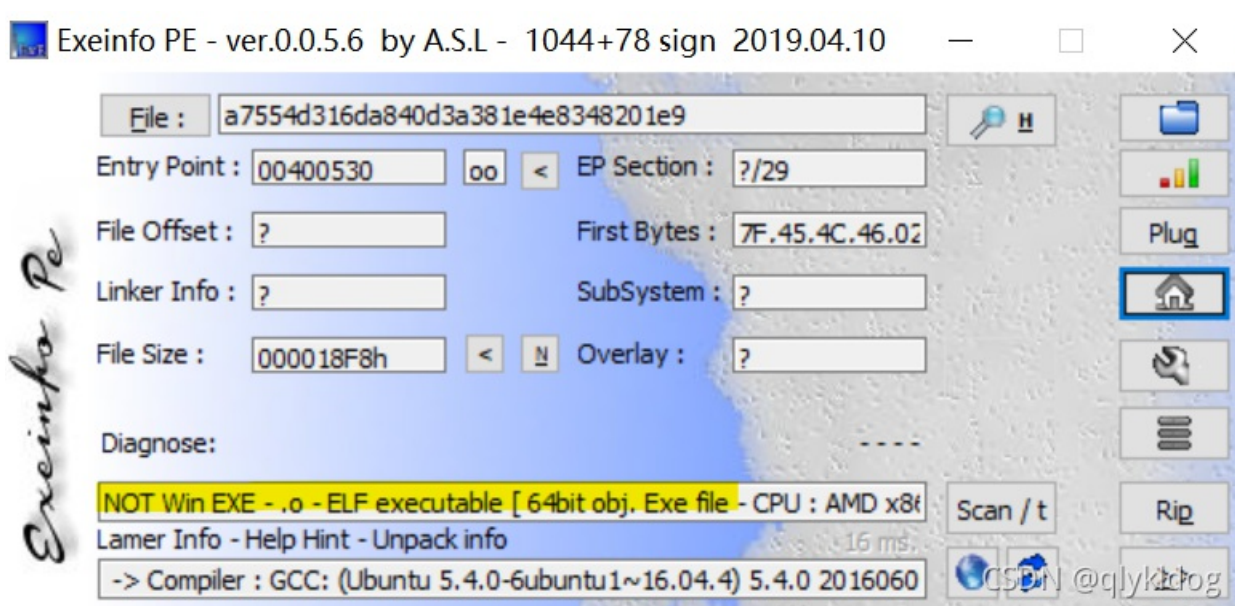 Exeinfo PE - ver.0.0.5.6 by A.S.L - 1044+78 sign 2019.04.10
File : a7554d316da840d3a381e4e8348201e9 H
Entry Point : 00400530 oo < EP Section : ?/29
File Offset : ? First Bytes : 7F.45.4C.46.02 Plug
Linker Info : ? SubSystem : ?
File Size : 000018F8h < N Overlay : ?
Exeinfo Pe
Diagnose: - - - -
NOT Win EXE - .o - ELF executable [ 64bit obj. Exe file - CPU : AMD x86 Scan / t Rip
Lamer Info - Help Hint - Unpack info 16 ms.
-> Compiler : GCC: (Ubuntu 5.4.0-6ubuntu1~16.04.4) 5.4.0 2016060 >>
CSDN @qlykldog